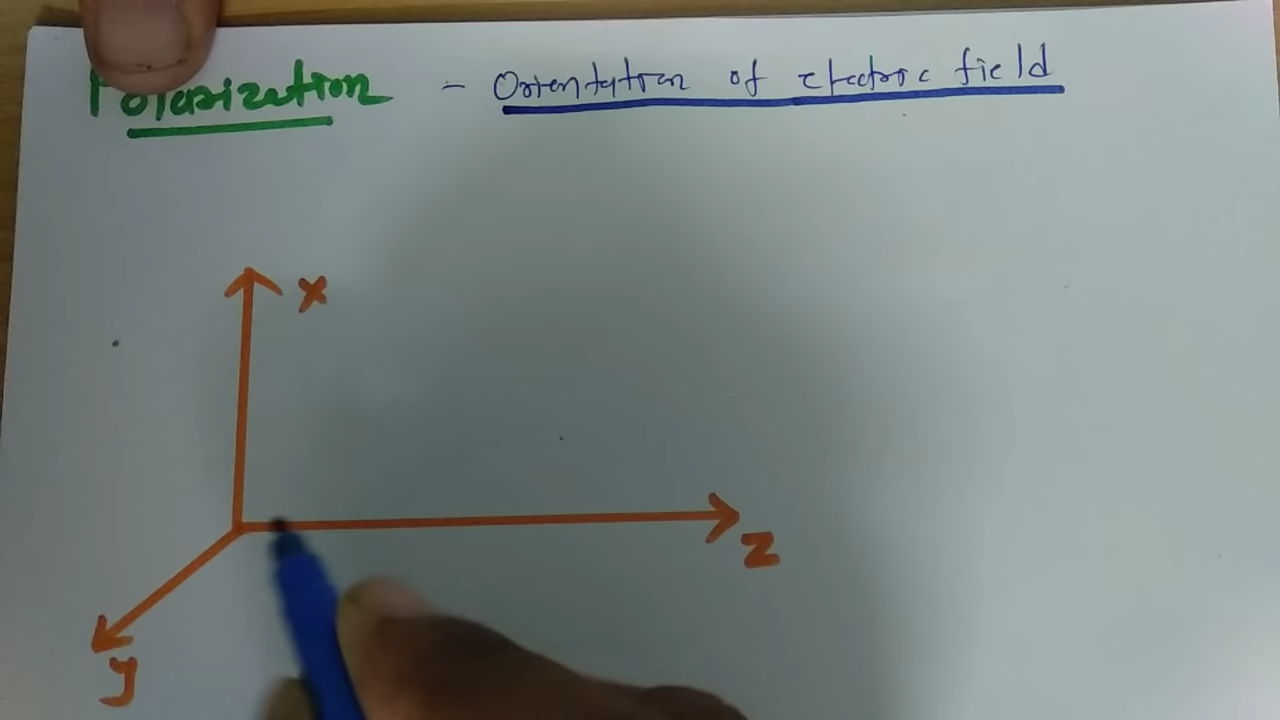 Polarization - Orientation of electric field
x
z
y